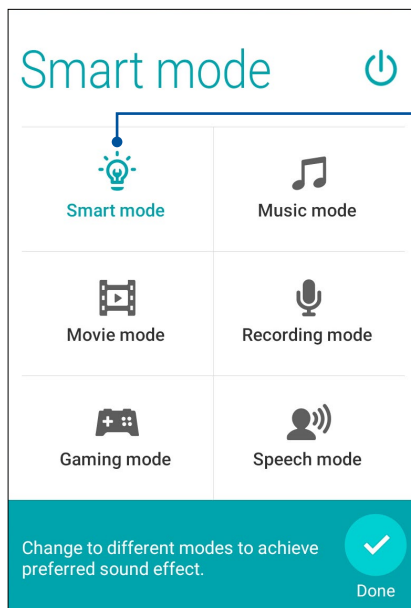 Smart mode
Smart mode
Music mode
Movie mode
Recording mode
Gaming mode
Speech mode
Change to different modes to achieve
preferred sound effect.
Done